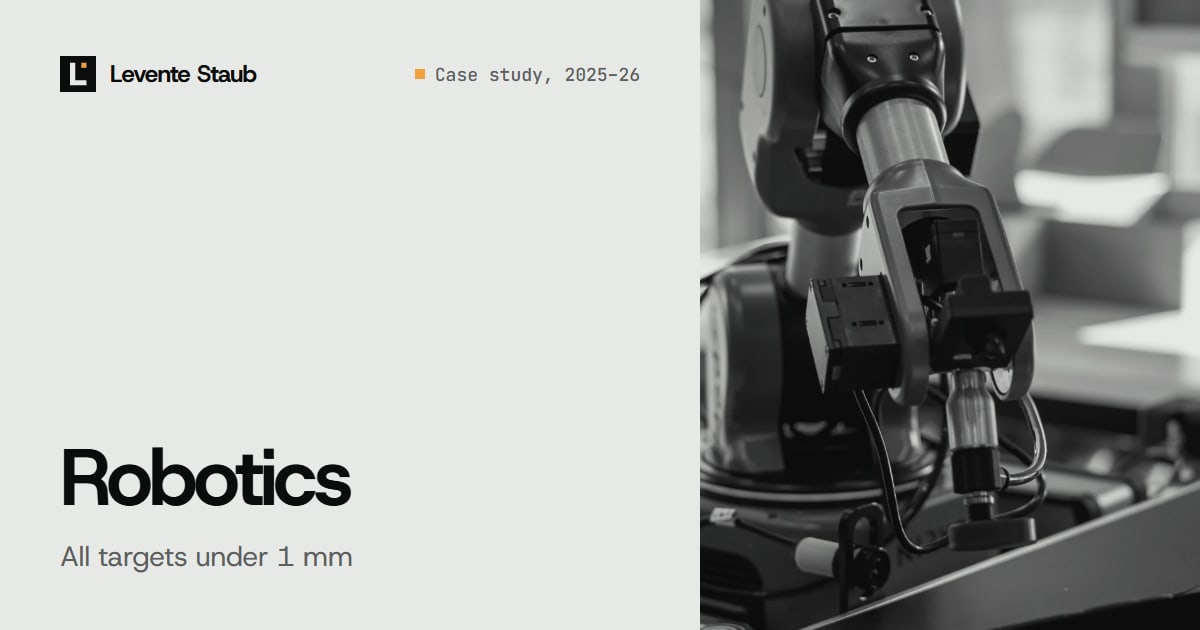 Levente Staub
Case study, 2025–26
Robotics
All targets under 1 mm